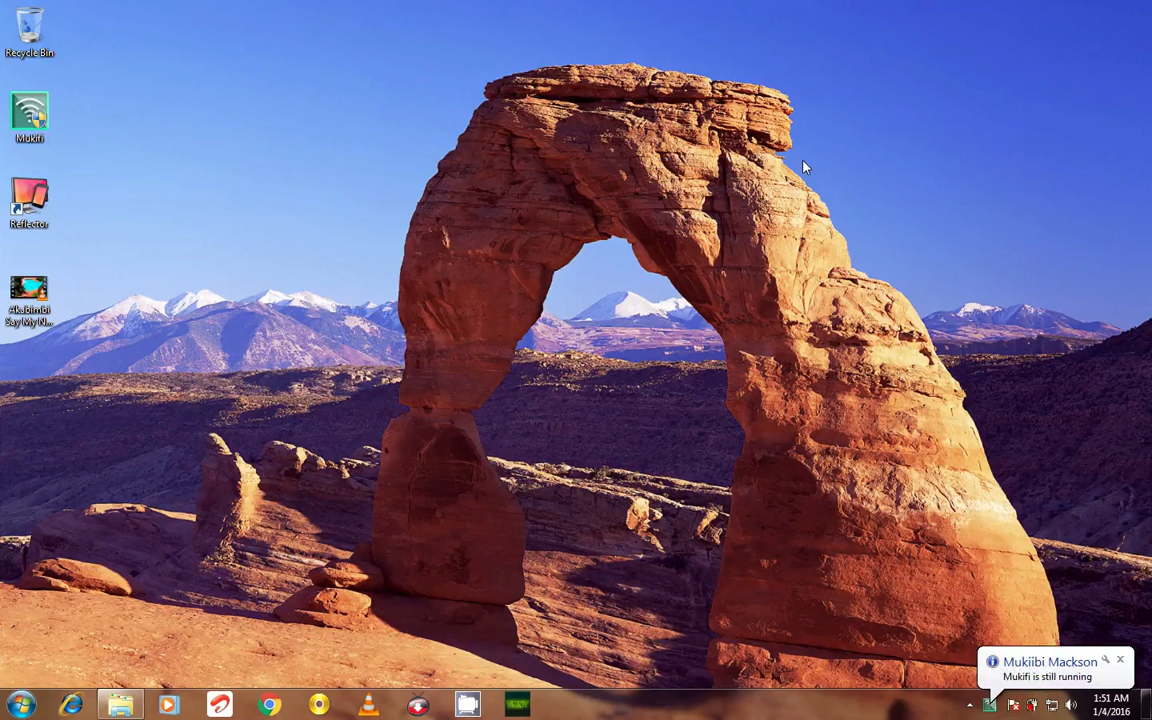 Recycle Bin
Mukifi
Reflector
Akabimbi
Say My N...
Mukiibi Mackson
Mukifi is still running
1:51 AM
1/4/2016